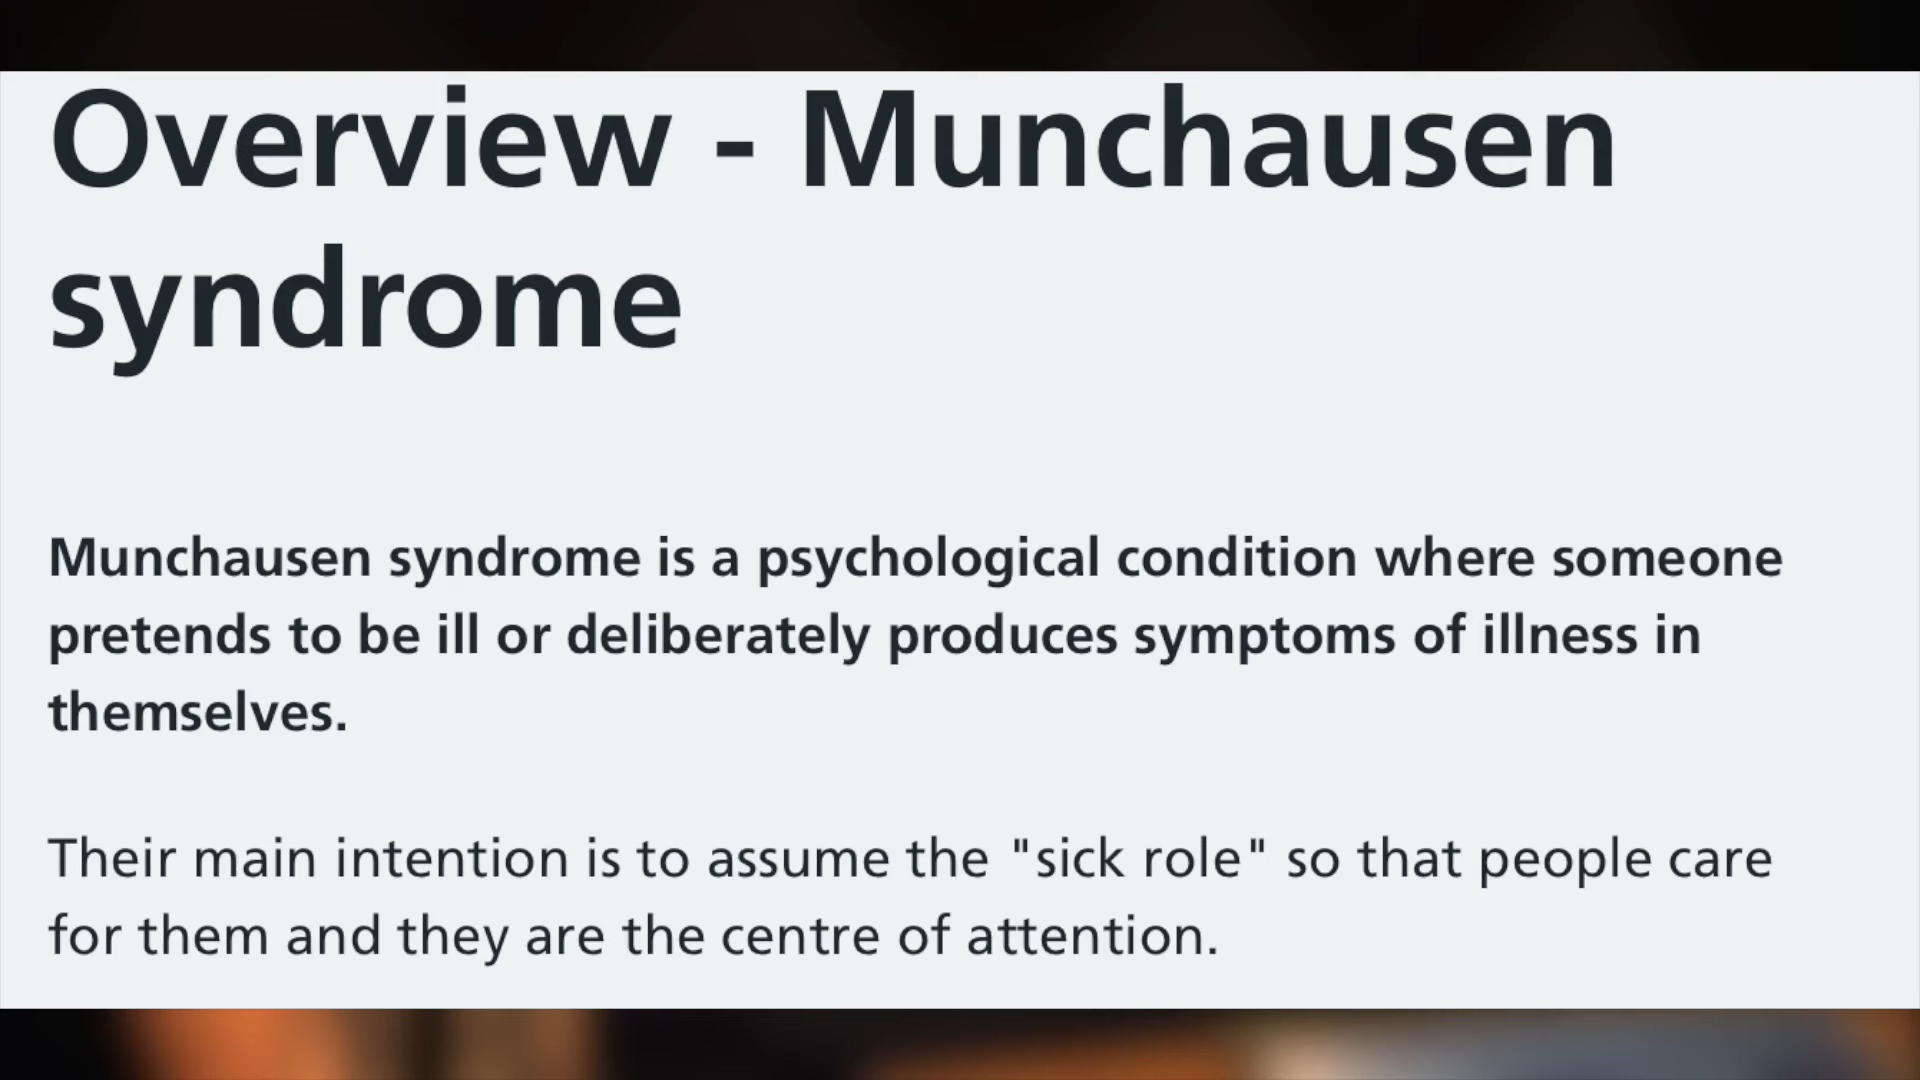 Overview - Munchausen
syndrome
Munchausen syndrome is a psychological condition where someone
pretends to be ill or deliberately produces symptoms of illness in
themselves.
Their main intention is to assume the "sick role" so that people care
for them and they are the centre of attention.